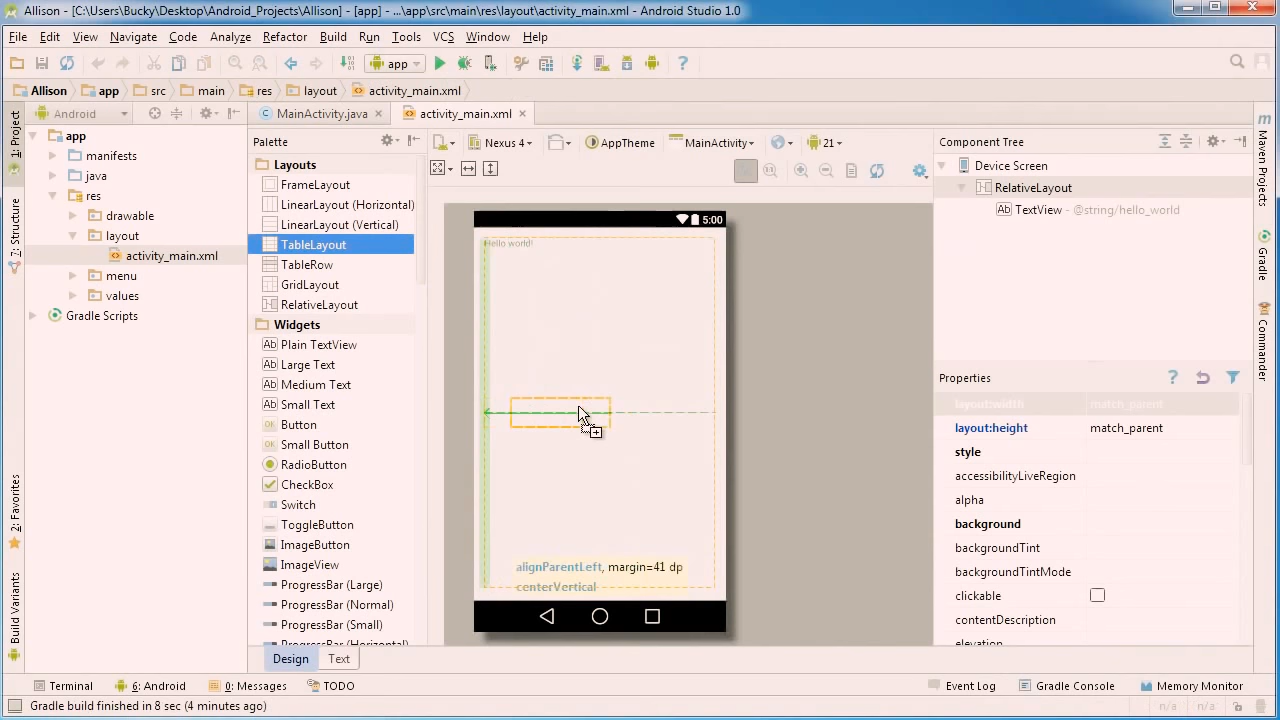 Allison - [C:\Users\Bucky\Desktop\Android_Projects\Allison] - [app] - ...\app\src\main\res\layout\activity_main.xml - Android Studio 1.0
File Edit View Navigate Code Analyze Refactor Build Run Tools VCS Window Help
app
Allison app src main res layout activity_main.xml
Android
MainActivity.java
activity_main.xml
1: Project
7: Structure
2: Favorites
Build Variants
app
manifests
java
res
drawable
layout
activity_main.xml
menu
values
Gradle Scripts
Palette
Layouts
FrameLayout
LinearLayout (Horizontal)
LinearLayout (Vertical)
TableLayout
TableRow
GridLayout
RelativeLayout
Widgets
Plain TextView
Large Text
Medium Text
Small Text
Button
Small Button
RadioButton
CheckBox
Switch
ToggleButton
ImageButton
ImageView
ProgressBar (Large)
ProgressBar (Normal)
ProgressBar (Small)
ProgressBar (Horizontal)
Design Text
Nexus 4 AppTheme MainActivity 21
5:00
Hello world!
alignParentLeft, margin=41 dp
centerVertical
Component Tree
Device Screen
RelativeLayout
Ab TextView - @string/hello_world
Properties
layout:width match_parent
layout:height match_parent
style
accessibilityLiveRegion
alpha
background
backgroundTint
backgroundTintMode
clickable
contentDescription
elevation
Maven Projects
Gradle
Commander
Terminal 6: Android 0: Messages TODO Event Log Gradle Console Memory Monitor
Gradle build finished in 8 sec (4 minutes ago) n/a n/a